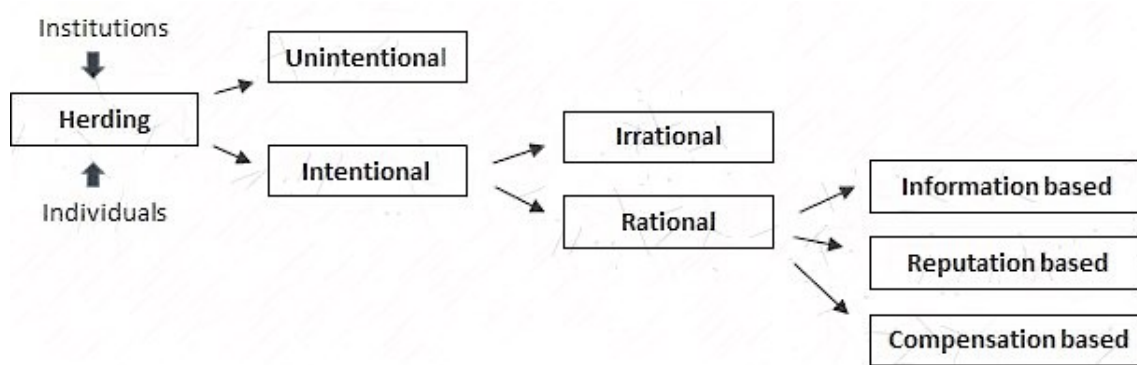 Institutions
Herding
Individuals
Unintentional
Intentional
Irrational
Rational
Information based
Reputation based
Compensation based